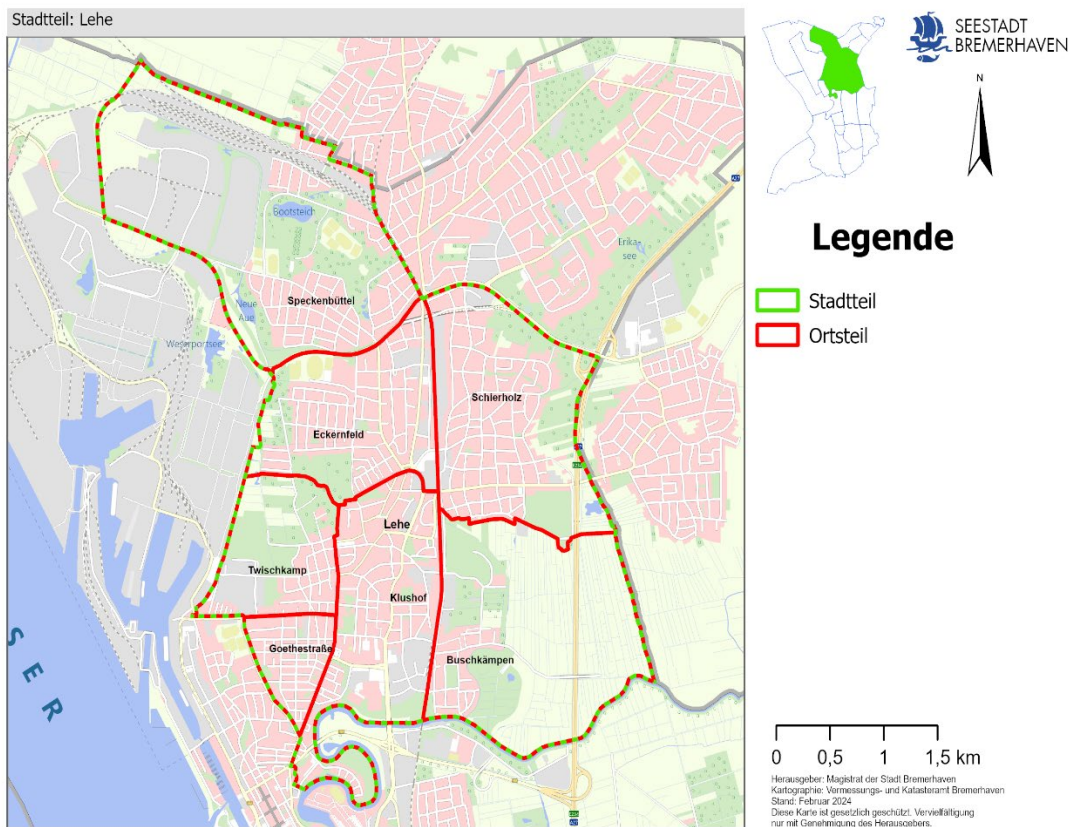 Stadtteil: Lehe
SEESTADT
BREMERHAVEN
N
Legende
Stadtteil
Ortsteil
Bootsteich
Erika-
see
Speckenbüttel
Neue
Aue
Weserportsee
Schierholz
Eckernfeld
Lehe
Twischkamp
Klushof
Goethestraße
Buschkämpen
S E R
A27
0 0,5 1 1,5 km
Herausgeber: Magistrat der Stadt Bremerhaven
Kartographie: Vermessungs- und Katasteramt Bremerhaven
Stand: Februar 2024
Diese Karte ist gesetzlich geschützt. Vervielfältigung
nur mit Genehmigung des Herausgebers.